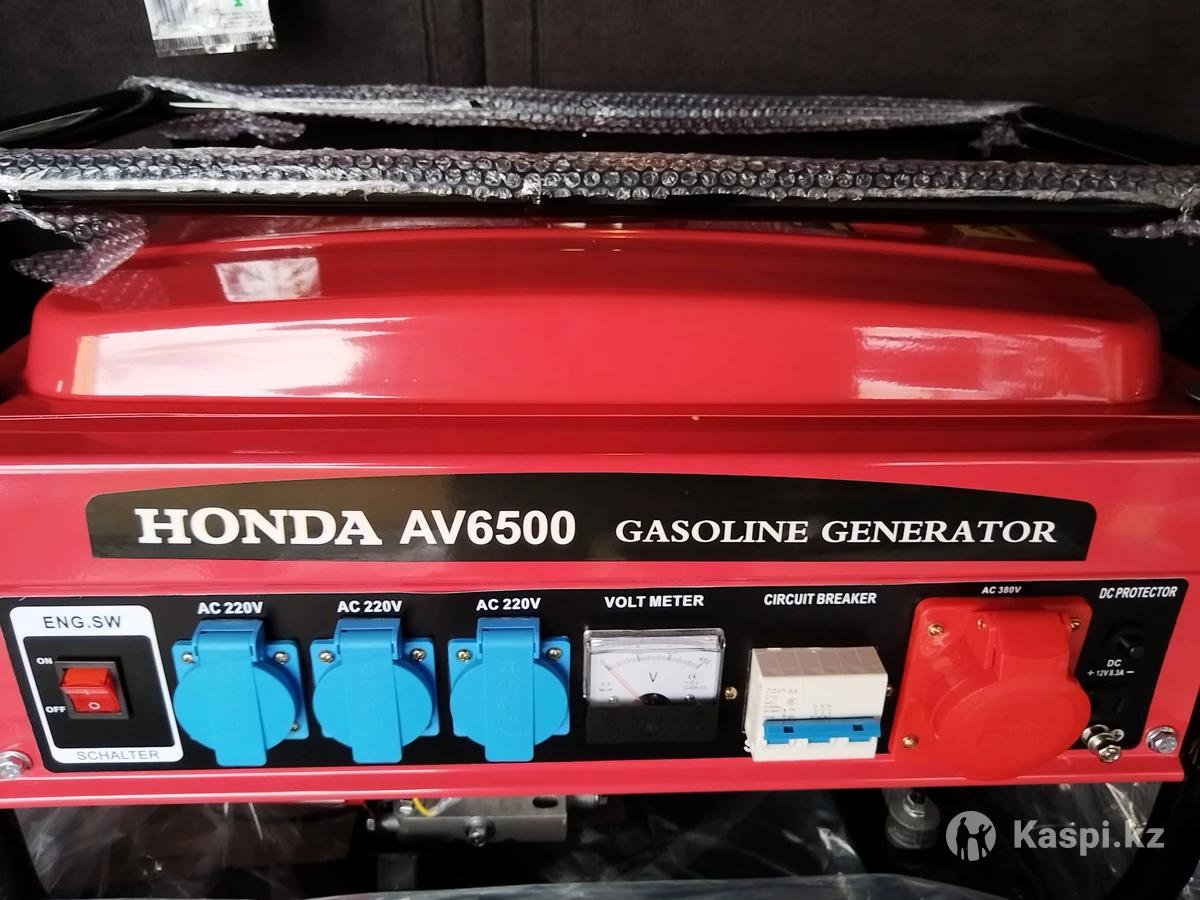 HONDA AV6500 GASOLINE GENERATOR
ENG.SW
ON
OFF
SCHALTER
AC 220V
AC 220V
AC 220V
VOLT METER
V
CIRCUIT BREAKER
AC 380V
DC PROTECTOR
DC
+ 12V 8.3A −
Kaspi.kz